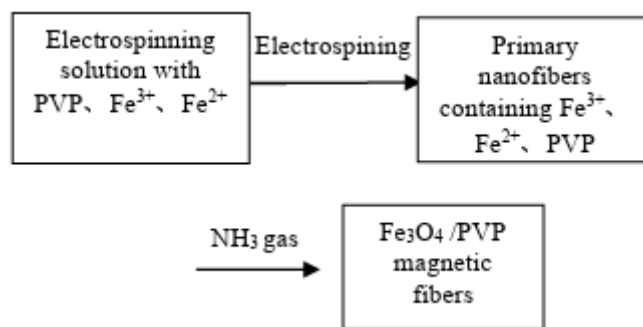 Electrospinning
solution with
PVP、Fe³⁺、Fe²⁺
Electrospining
Primary
nanofibers
containing Fe³⁺、
Fe²⁺、PVP
NH₃ gas
Fe₃O₄ /PVP
magnetic
fibers